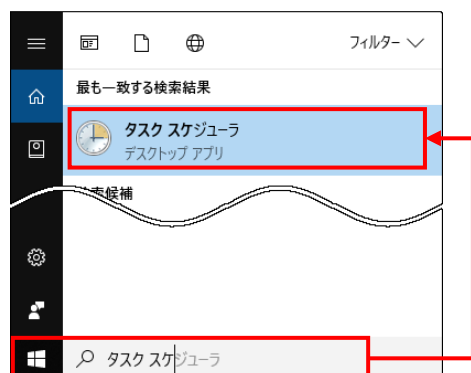 フィルター
最も一致する検索結果
タスク スケジューラ
デスクトップ アプリ
索候補
タスク スケジューラ